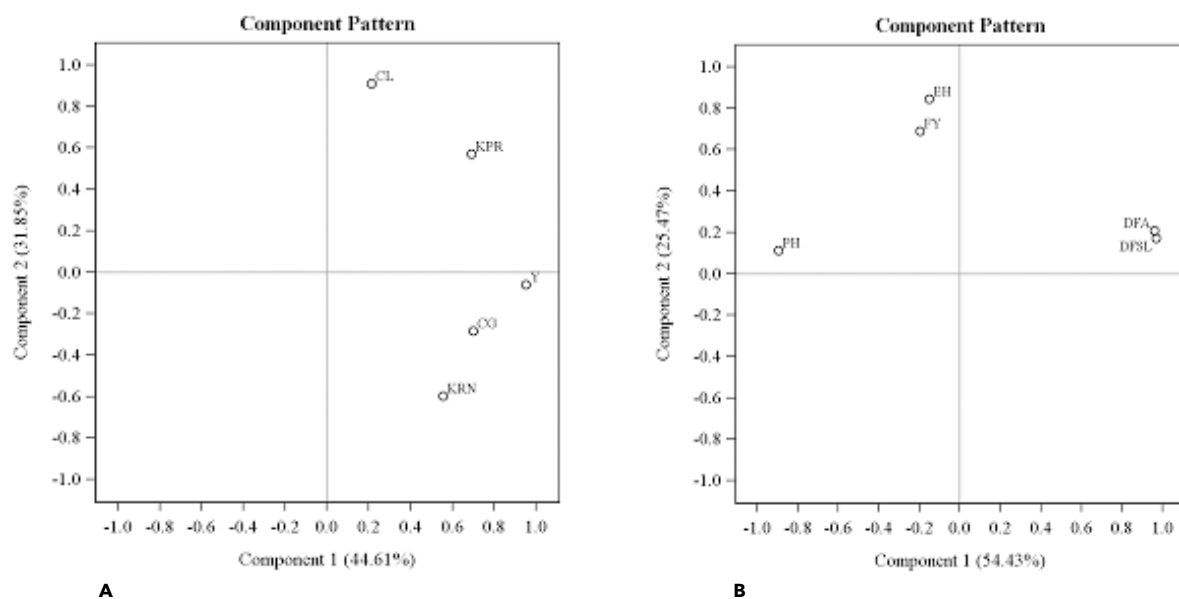 Component Pattern
1.0
0.8
0.6
0.4
0.2
0.0
-0.2
-0.4
-0.6
-0.8
-1.0
CL
KPR
Y
CG
KRN
-1.0 -0.8 -0.6 -0.4 -0.2 0.0 0.2 0.4 0.6 0.8 1.0
Component 2 (31.85%)
Component 1 (44.61%)
A
Component Pattern
1.0
0.8
0.6
0.4
0.2
0.0
-0.2
-0.4
-0.6
-0.8
-1.0
EH
FY
DFA
DFSL
PH
-1.0 -0.8 -0.6 -0.4 -0.2 0.0 0.2 0.4 0.6 0.8 1.0
Component 2 (25.47%)
Component 1 (54.43%)
B